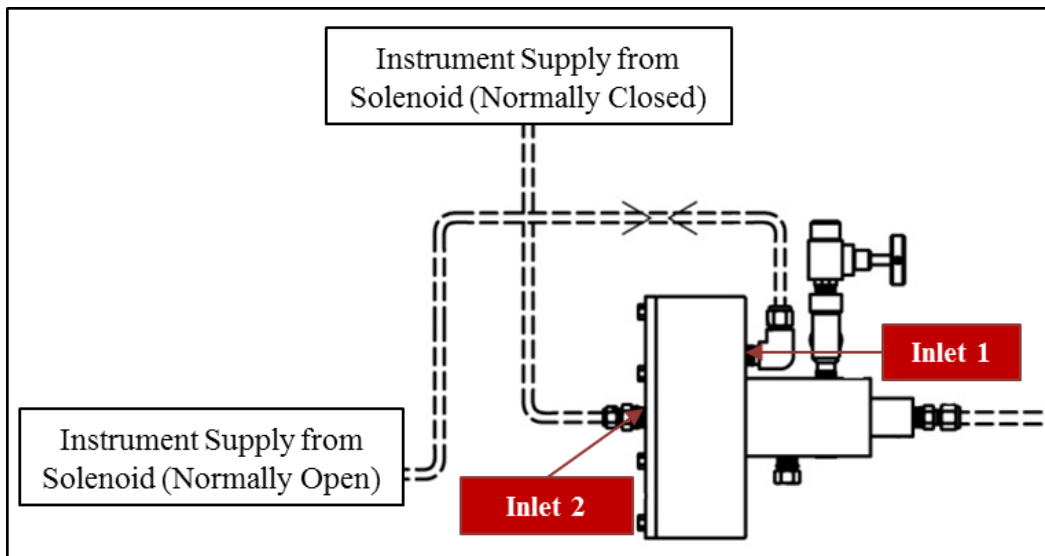 Instrument Supply from
Solenoid (Normally Closed)
Inlet 1
Instrument Supply from
Solenoid (Normally Open)
Inlet 2